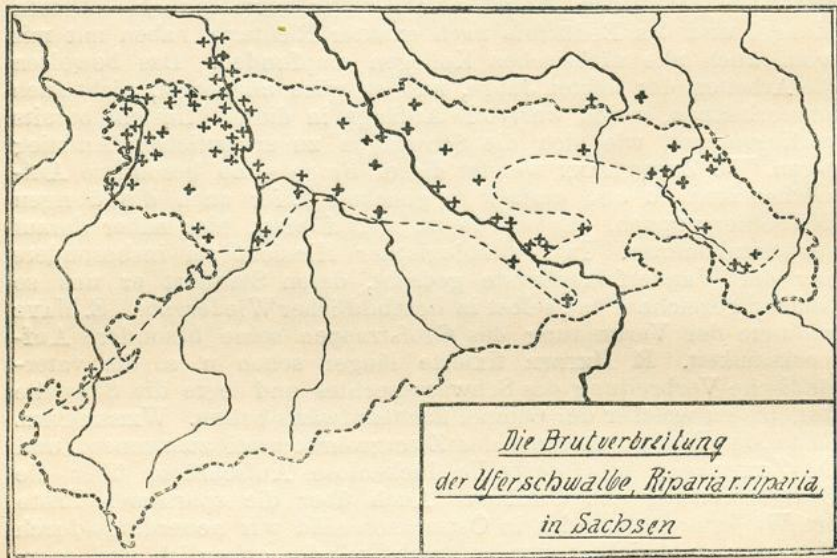 Die Brutverbreitung
der Uferschwalbe, Riparia r. riparia,
in Sachsen